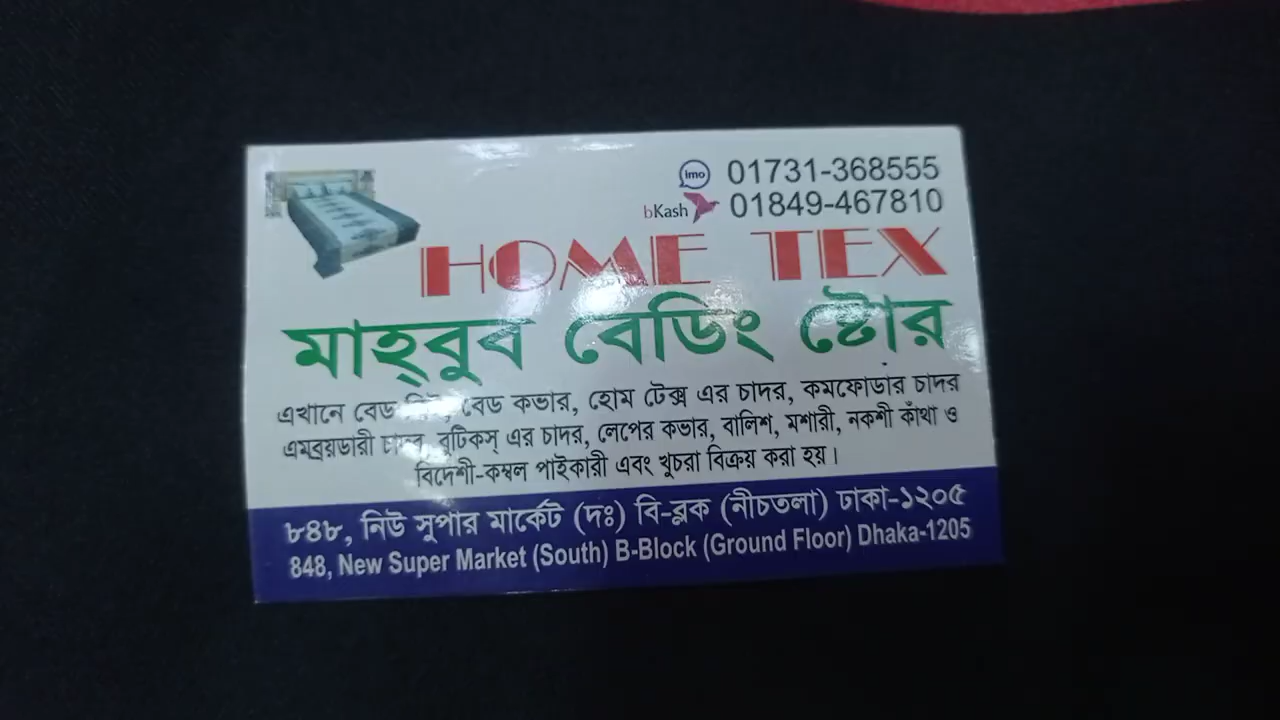 imo 01731-368555
bKash 01849-467810
HOME TEX
মাহ্‌বুব বেডিং ষ্টোর
এখানে বেড কভার, হোম টেক্স এর চাদর, কমফোডার চাদর
এমব্রয়ডারী চাদর, বুটিকস্ এর চাদর, লেপের কভার, বালিশ, মশারী, নকশী কাঁথা ও
বিদেশী-কম্বল পাইকারী এবং খুচরা বিক্রয় করা হয়।
৮৪৮, নিউ সুপার মার্কেট (দঃ) বি-ব্লক (নীচতলা) ঢাকা-১২০৫
848, New Super Market (South) B-Block (Ground Floor) Dhaka-1205